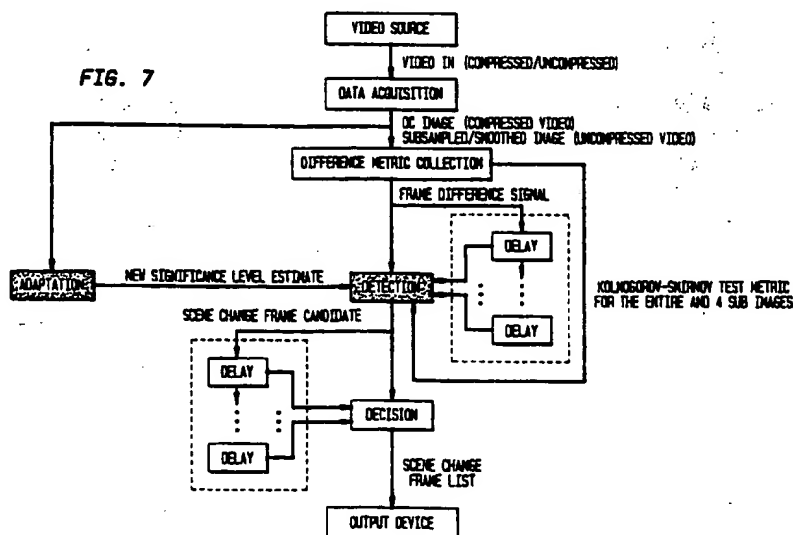 FIG. 7
VIDEO SOURCE
VIDEO IN (COMPRESSED/UNCOMPRESSED)
DATA ACQUISITION
DC IMAGE (COMPRESSED VIDEO)
SUBSAMPLED/SMOOTHED IMAGE (UNCOMPRESSED VIDEO)
DIFFERENCE METRIC COLLECTION
FRAME DIFFERENCE SIGNAL
DELAY
ADAPTATION
NEW SIGNIFICANCE LEVEL ESTIMATE
DETECTION
KOLMOGOROV-SMIRNOV TEST METRIC
FOR THE ENTIRE AND 4 SUB IMAGES
DELAY
SCENE CHANGE FRAME CANDIDATE
DELAY
DECISION
DELAY
SCENE CHANGE
FRAME LIST
OUTPUT DEVICE